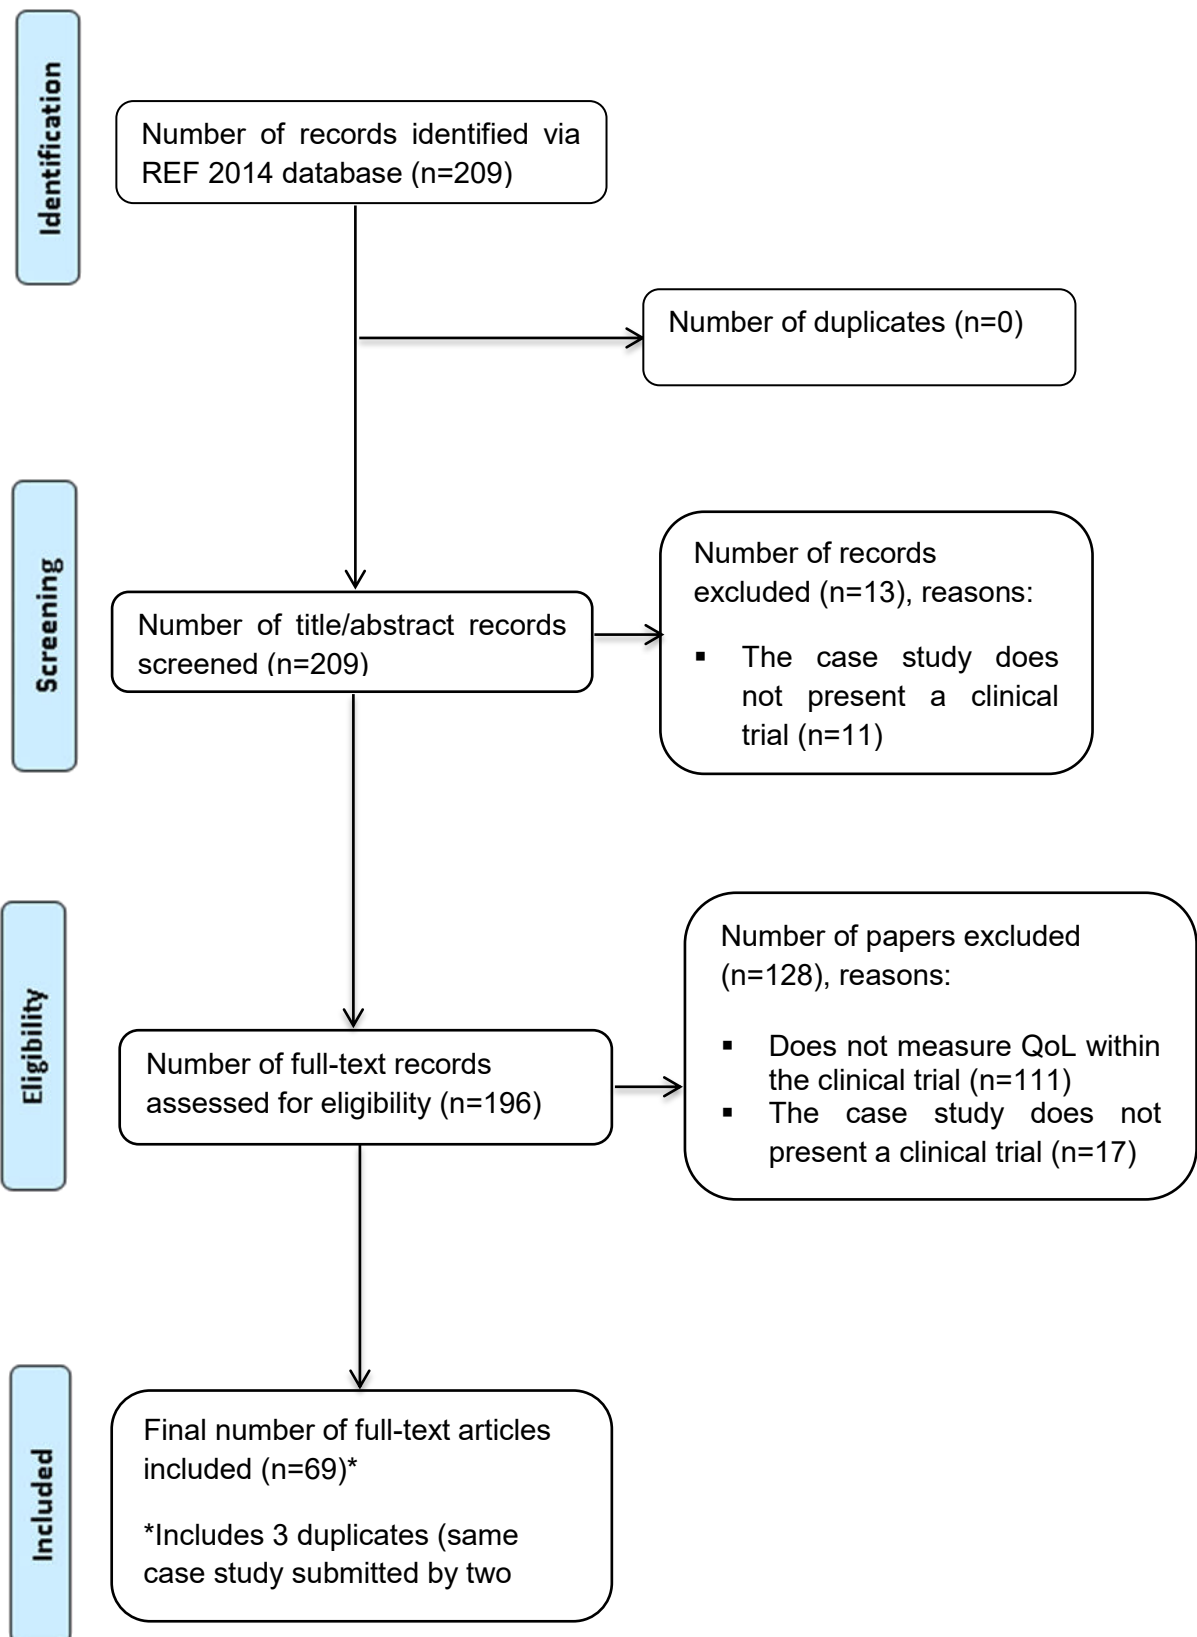 Identification
Number of records identified via
REF 2014 database (n=209)
Number of duplicates (n=0)
Screening
Number of title/abstract records
screened (n=209)
Number of records
excluded (n=13), reasons:
▪ The case study does
not present a clinical
trial (n=11)
Eligibility
Number of full-text records
assessed for eligibility (n=196)
Number of papers excluded
(n=128), reasons:
▪ Does not measure QoL within
the clinical trial (n=111)
▪ The case study does not
present a clinical trial (n=17)
Included
Final number of full-text articles
included (n=69)*
*Includes 3 duplicates (same
case study submitted by two